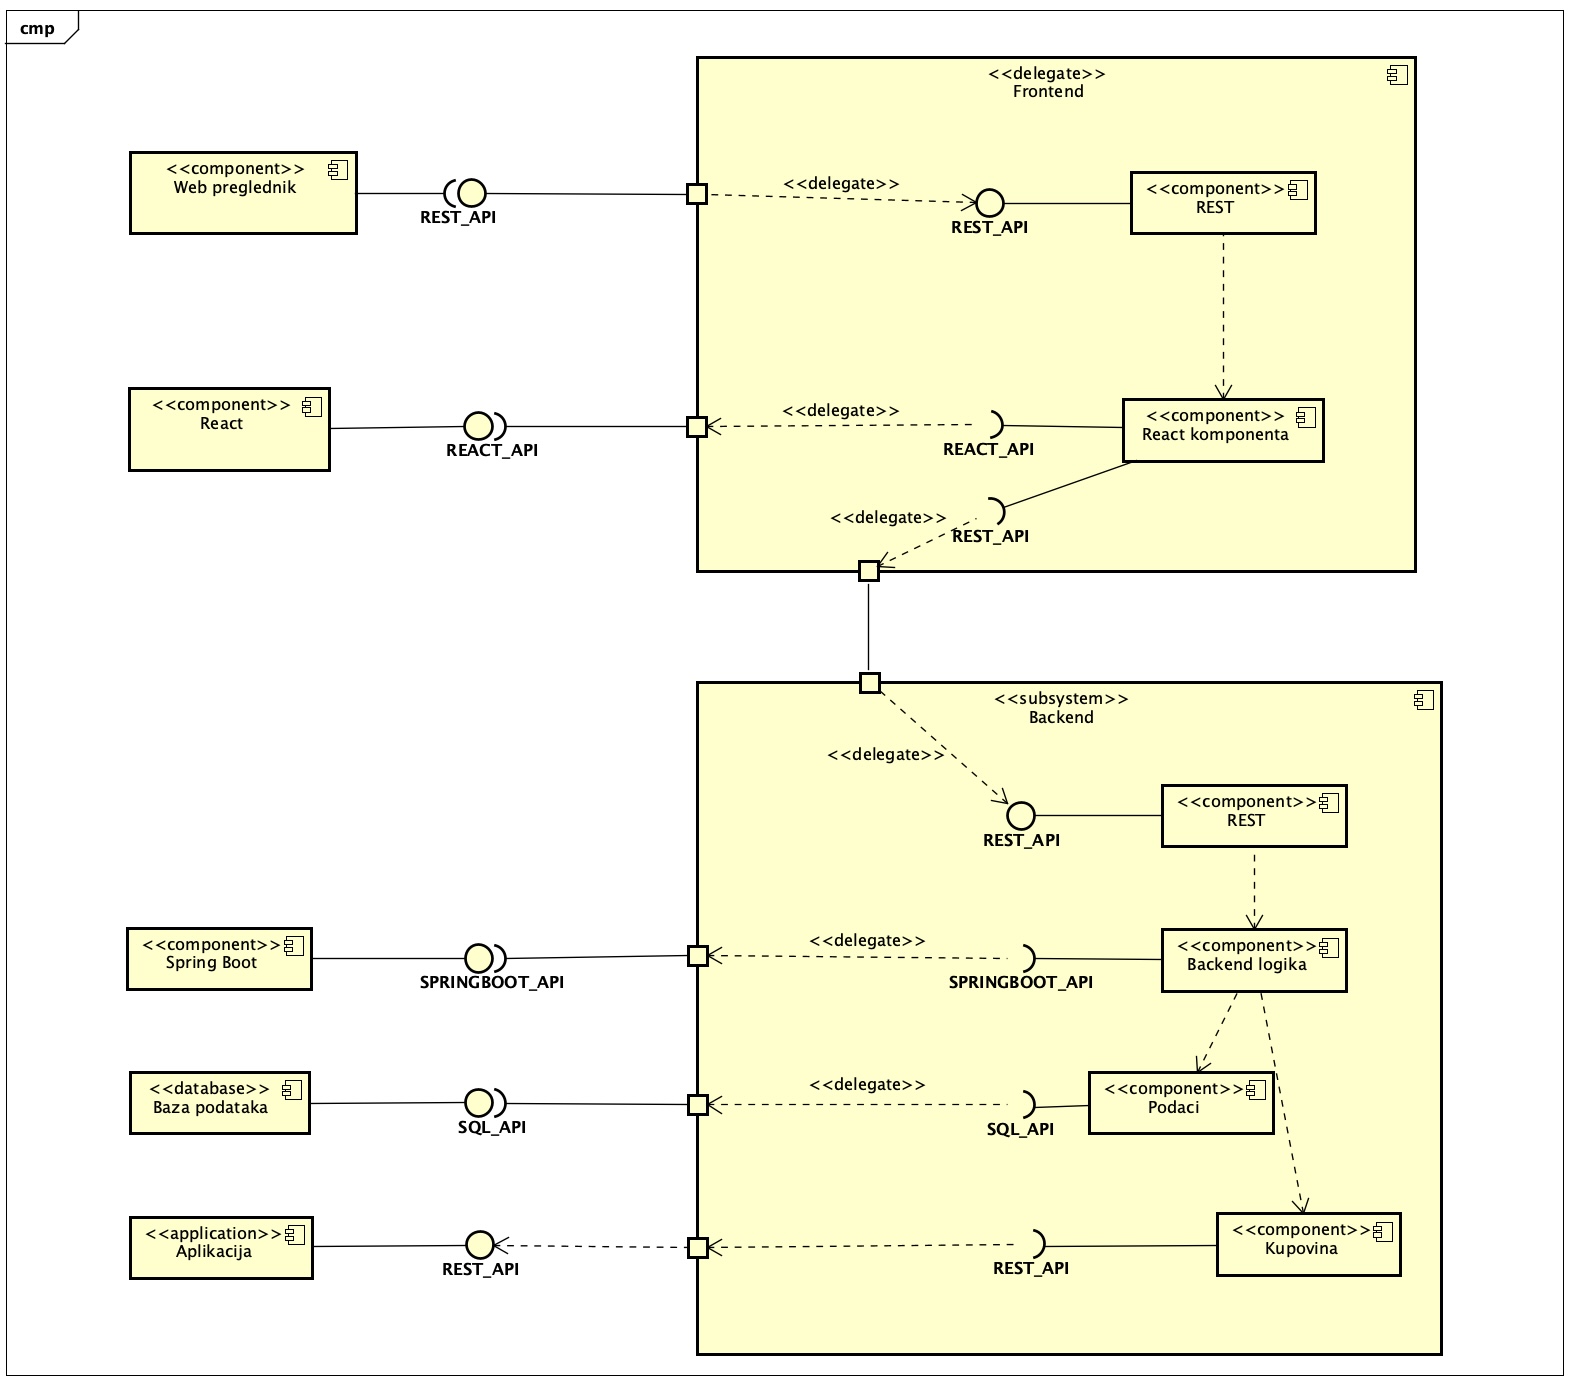 cmp
<<delegate>>
Frontend
<<component>>
Web preglednik
REST_API
<<delegate>>
REST_API
<<component>>
REST
<<component>>
React
REACT_API
<<delegate>>
REACT_API
<<component>>
React komponenta
<<delegate>>
REST_API
<<subsystem>>
Backend
<<delegate>>
REST_API
<<component>>
REST
<<component>>
Spring Boot
SPRINGBOOT_API
<<delegate>>
SPRINGBOOT_API
<<component>>
Backend logika
<<database>>
Baza podataka
SQL_API
<<delegate>>
SQL_API
<<component>>
Podaci
<<application>>
Aplikacija
REST_API
REST_API
<<component>>
Kupovina